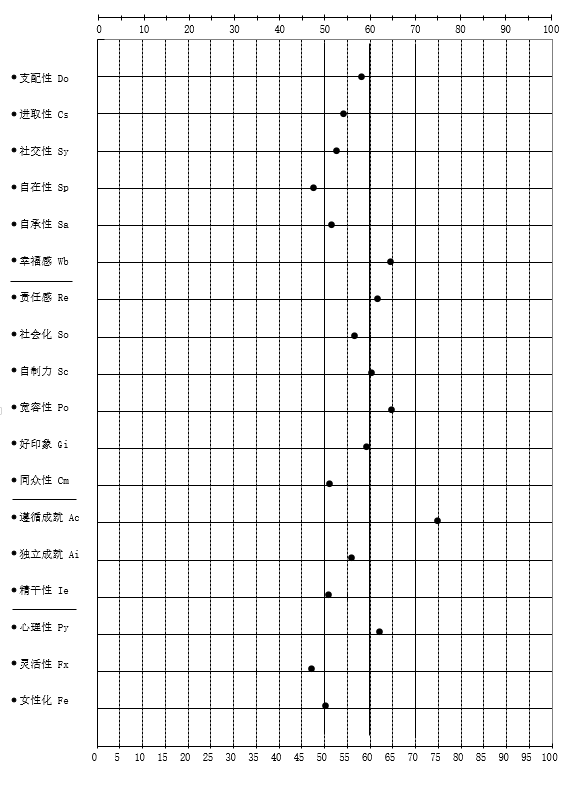 0 10 20 30 40 50 60 70 80 90 100
● 支配性 Do
● 进取性 Cs
● 社交性 Sy
● 自在性 Sp
● 自承性 Sa
● 幸福感 Wb
● 责任感 Re
● 社会化 So
● 自制力 Sc
● 宽容性 Po
● 好印象 Gi
● 同众性 Cm
● 遵循成就 Ac
● 独立成就 Ai
● 精干性 Ie
● 心理性 Py
● 灵活性 Fx
● 女性化 Fe
0 5 10 15 20 25 30 35 40 45 50 55 60 65 70 75 80 85 90 95 100